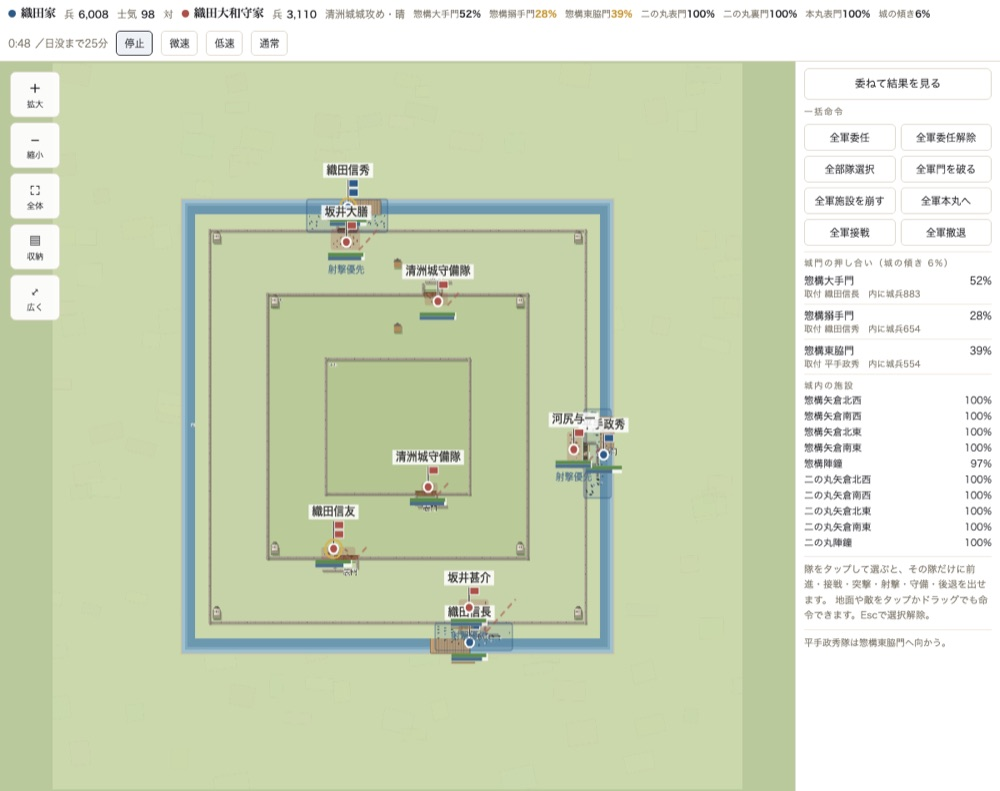 織田家 兵 6,008 士気 98 対 織田大和守家 兵 3,110 清洲城城攻め・晴 惣構大手門52% 惣構搦手門28% 惣構東脇門39% 二の丸表門100% 二の丸裏門100% 本丸表門100% 城の傾き6%
0:48 ／日没まで25分 停止 微速 低速 通常
＋
拡大
−
縮小
全体
収納
広く
織田信秀
坂井大膳
射撃優先
清洲城守備隊
河尻与一
手政秀
射撃優先
清洲城守備隊
織田信友
坂井甚介
織田信長
委ねて結果を見る
一括命令
全軍委任 全軍委任解除
全部隊選択 全軍門を破る
全軍施設を崩す 全軍本丸へ
全軍接戦 全軍撤退
城門の押し合い（城の傾き 6%）
惣構大手門 52%
取付 織田信長 内に城兵883
惣構搦手門 28%
取付 織田信秀 内に城兵654
惣構東脇門 39%
取付 平手政秀 内に城兵554
城内の施設
惣構矢倉北西 100%
惣構矢倉南西 100%
惣構矢倉北東 100%
惣構矢倉南東 100%
惣構陣鐘 97%
二の丸矢倉北西 100%
二の丸矢倉南西 100%
二の丸矢倉北東 100%
二の丸矢倉南東 100%
二の丸陣鐘 100%
隊をタップして選ぶと、その隊だけに前
進・接戦・突撃・射撃・守備・後退を出せ
ます。 地面や敵をタップかドラッグでも命
令できます。Escで選択解除。
平手政秀隊は惣構東脇門へ向かう。